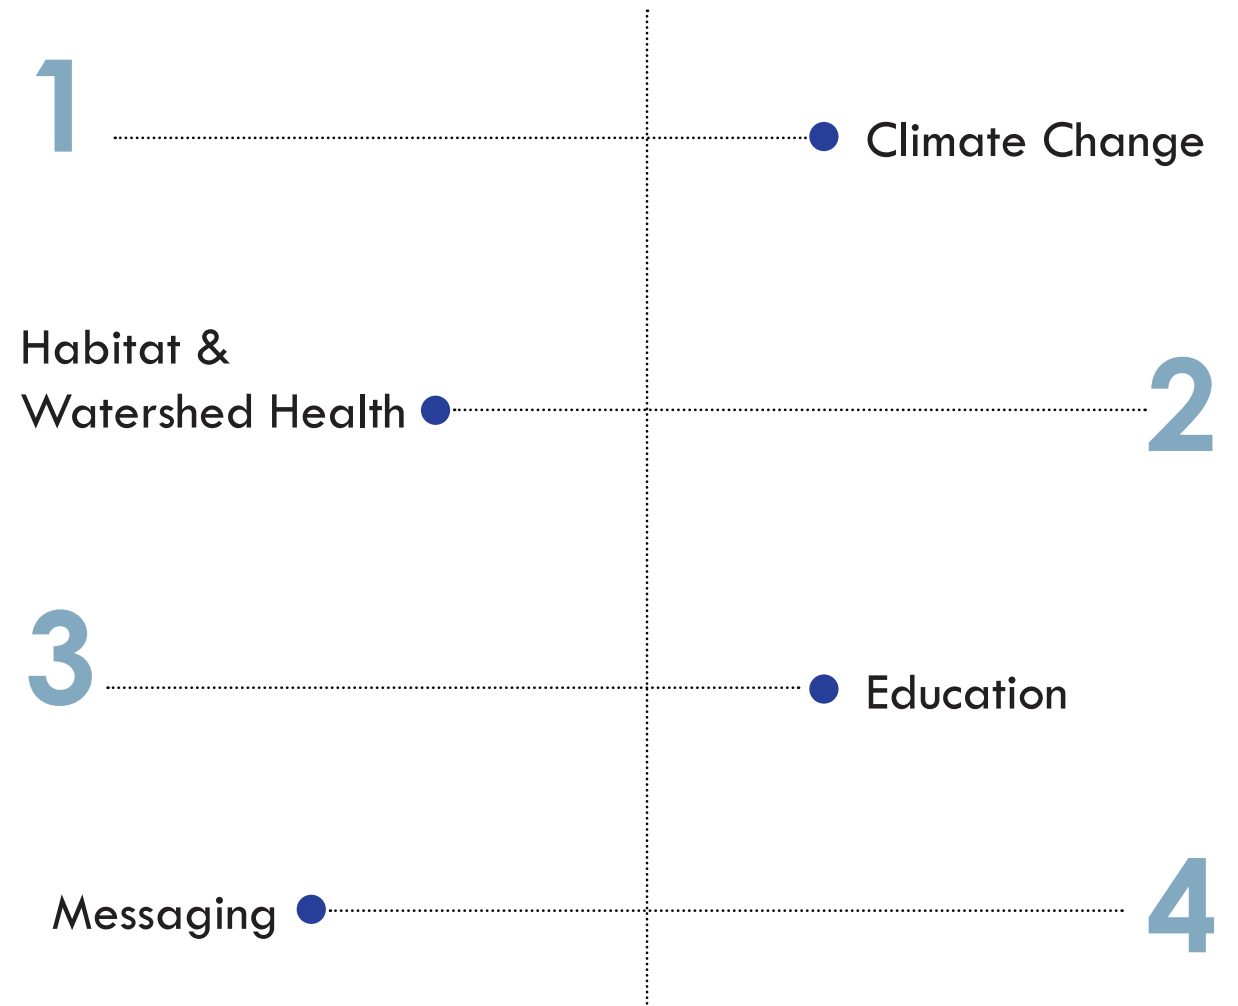 1
Climate Change
Habitat &
Watershed Health
2
3
Education
Messaging
4